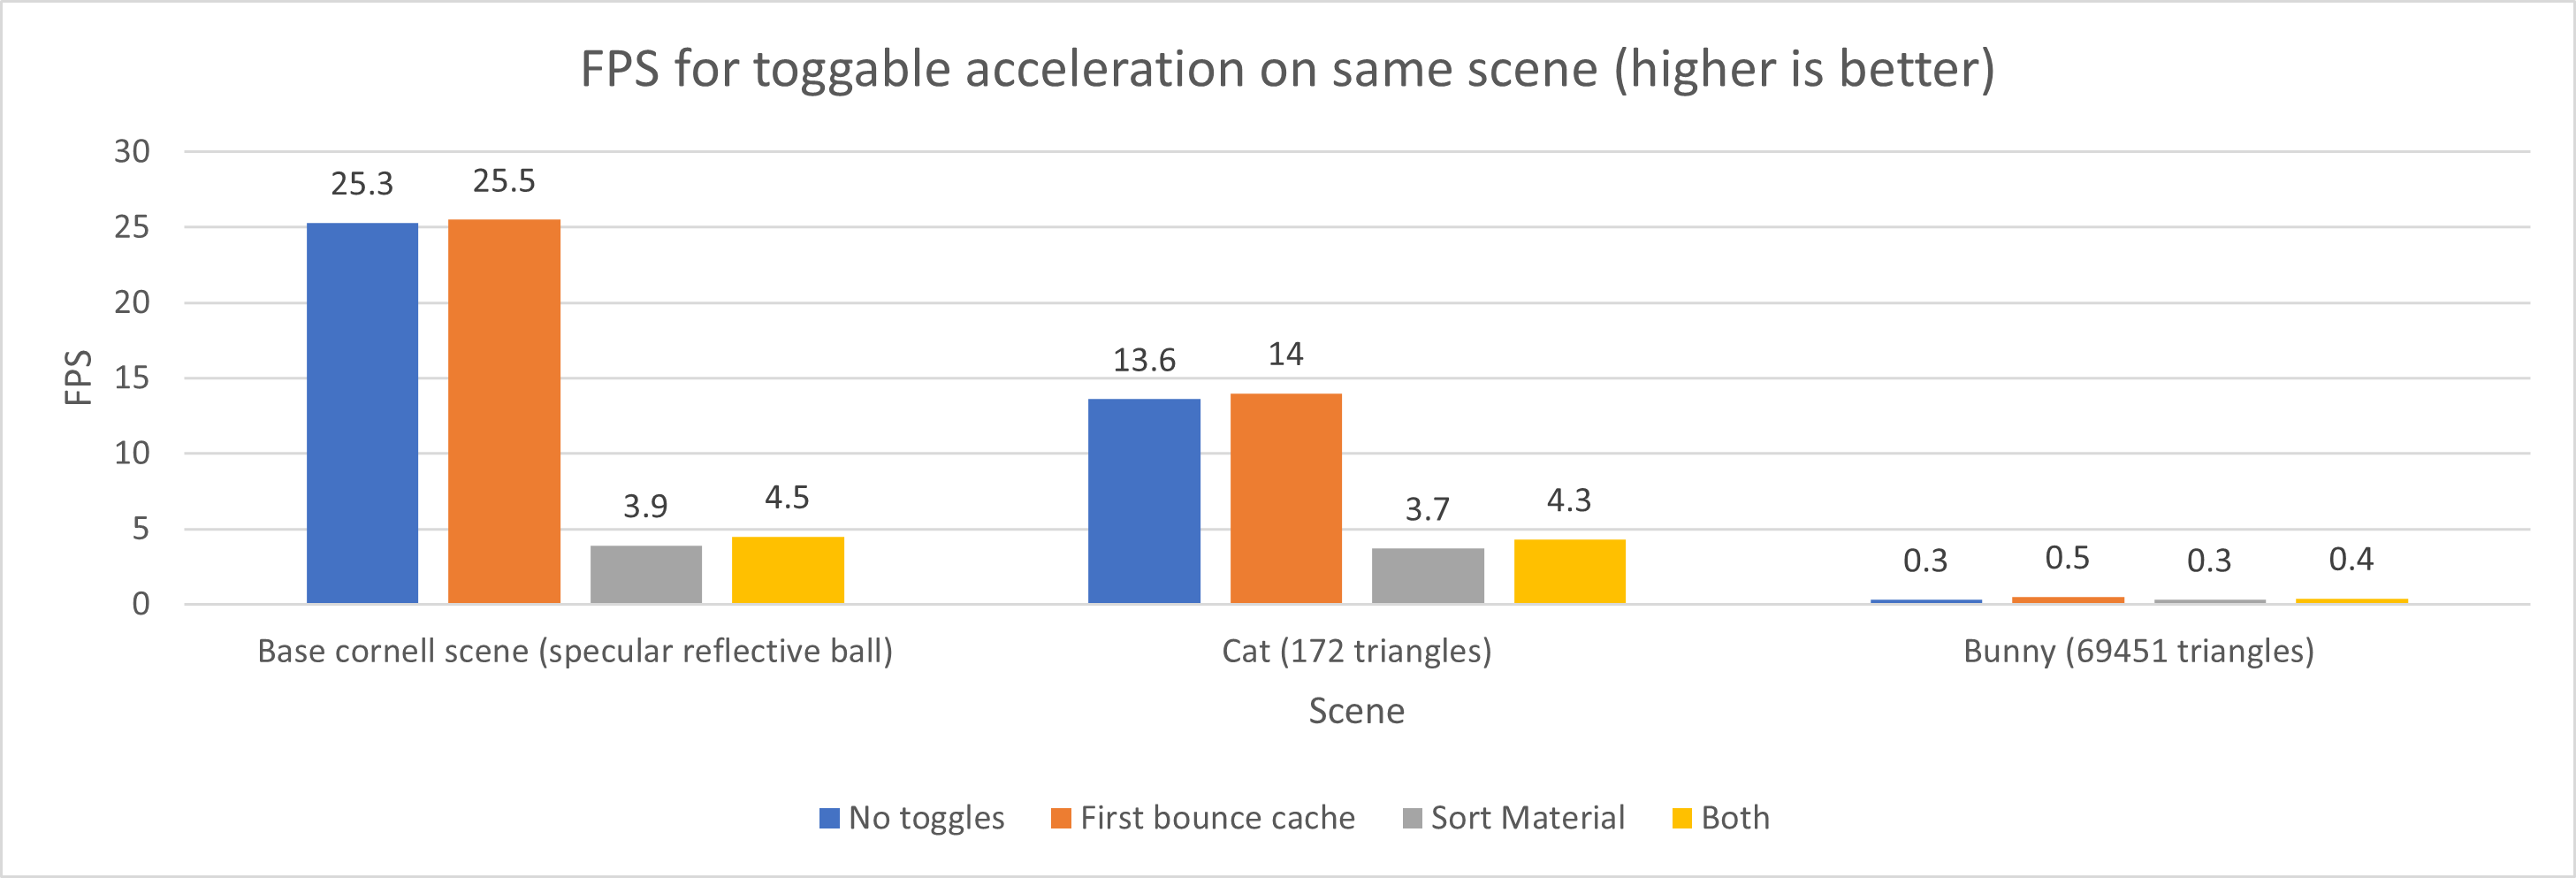 FPS for toggable acceleration on same scene (higher is better)
30
25
20
15
10
5
0
FPS
25.3
25.5
3.9
4.5
13.6
14
3.7
4.3
0.3
0.5
0.3
0.4
Base cornell scene (specular reflective ball)
Cat (172 triangles)
Bunny (69451 triangles)
Scene
No toggles
First bounce cache
Sort Material
Both